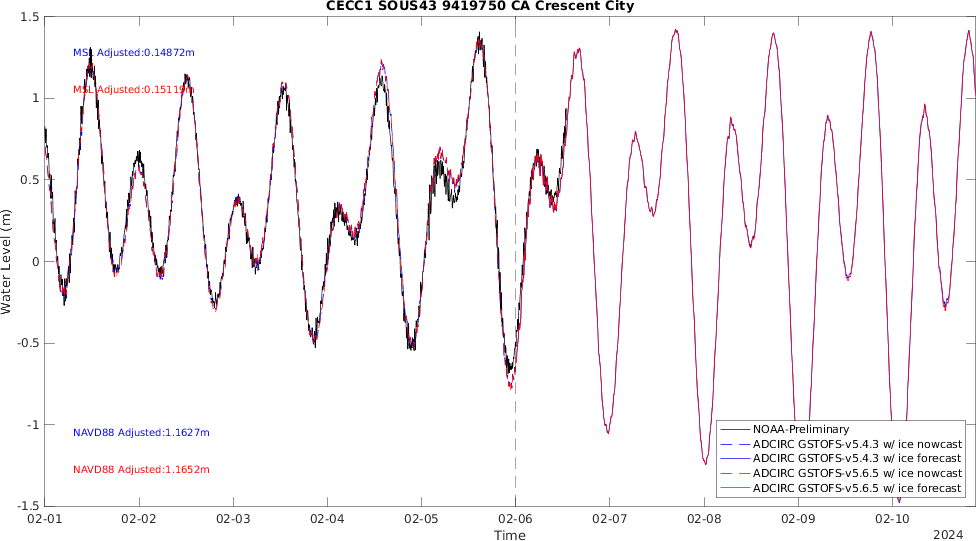 CECC1 SOUS43 9419750 CA Crescent City
MSL Adjusted:0.14872m
MSL Adjusted:0.15119m
NAVD88 Adjusted:1.1627m
NAVD88 Adjusted:1.1652m
Water Level (m)
1.5
1
0.5
0
-0.5
-1
-1.5
NOAA-Preliminary
ADCIRC GSTOFS-v5.4.3 w/ ice nowcast
ADCIRC GSTOFS-v5.4.3 w/ ice forecast
ADCIRC GSTOFS-v5.6.5 w/ ice nowcast
ADCIRC GSTOFS-v5.6.5 w/ ice forecast
02-01 02-02 02-03 02-04 02-05 02-06 02-07 02-08 02-09 02-10
Time
2024